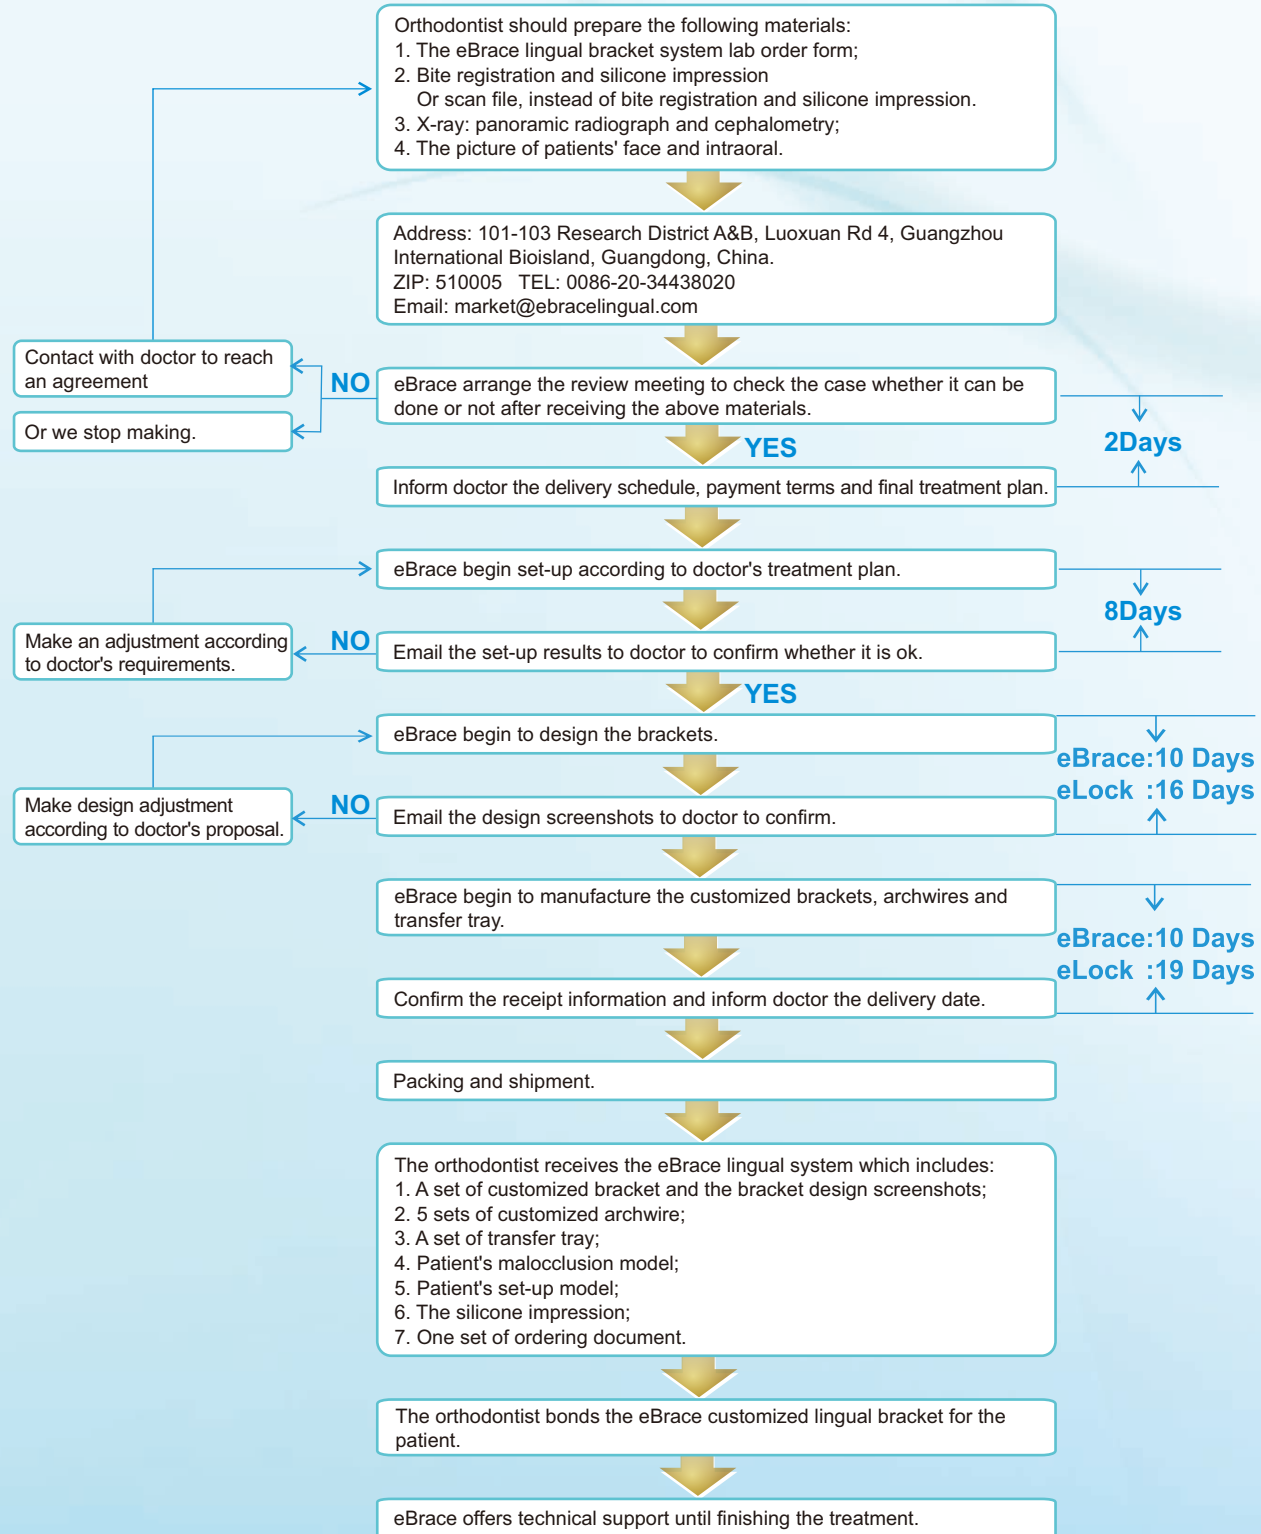 Orthodontist should prepare the following materials:
1. The eBrace lingual bracket system lab order form;
2. Bite registration and silicone impression
Or scan file, instead of bite registration and silicone impression.
3. X-ray: panoramic radiograph and cephalometry;
4. The picture of patients' face and intraoral.
Address: 101-103 Research District A&B, Luoxuan Rd 4, Guangzhou
International Bioisland, Guangdong, China.
ZIP: 510005 TEL: 0086-20-34438020
Email: market@ebracelingual.com
Contact with doctor to reach
an agreement
Or we stop making.
NO
eBrace arrange the review meeting to check the case whether it can be
done or not after receiving the above materials.
YES
2Days
Inform doctor the delivery schedule, payment terms and final treatment plan.
eBrace begin set-up according to doctor's treatment plan.
8Days
Make an adjustment according
to doctor's requirements.
NO
Email the set-up results to doctor to confirm whether it is ok.
YES
eBrace begin to design the brackets.
eBrace:10 Days
eLock :16 Days
Make design adjustment
according to doctor's proposal.
NO
Email the design screenshots to doctor to confirm.
eBrace begin to manufacture the customized brackets, archwires and
transfer tray.
eBrace:10 Days
eLock :19 Days
Confirm the receipt information and inform doctor the delivery date.
Packing and shipment.
The orthodontist receives the eBrace lingual system which includes:
1. A set of customized bracket and the bracket design screenshots;
2. 5 sets of customized archwire;
3. A set of transfer tray;
4. Patient's malocclusion model;
5. Patient's set-up model;
6. The silicone impression;
7. One set of ordering document.
The orthodontist bonds the eBrace customized lingual bracket for the
patient.
eBrace offers technical support until finishing the treatment.